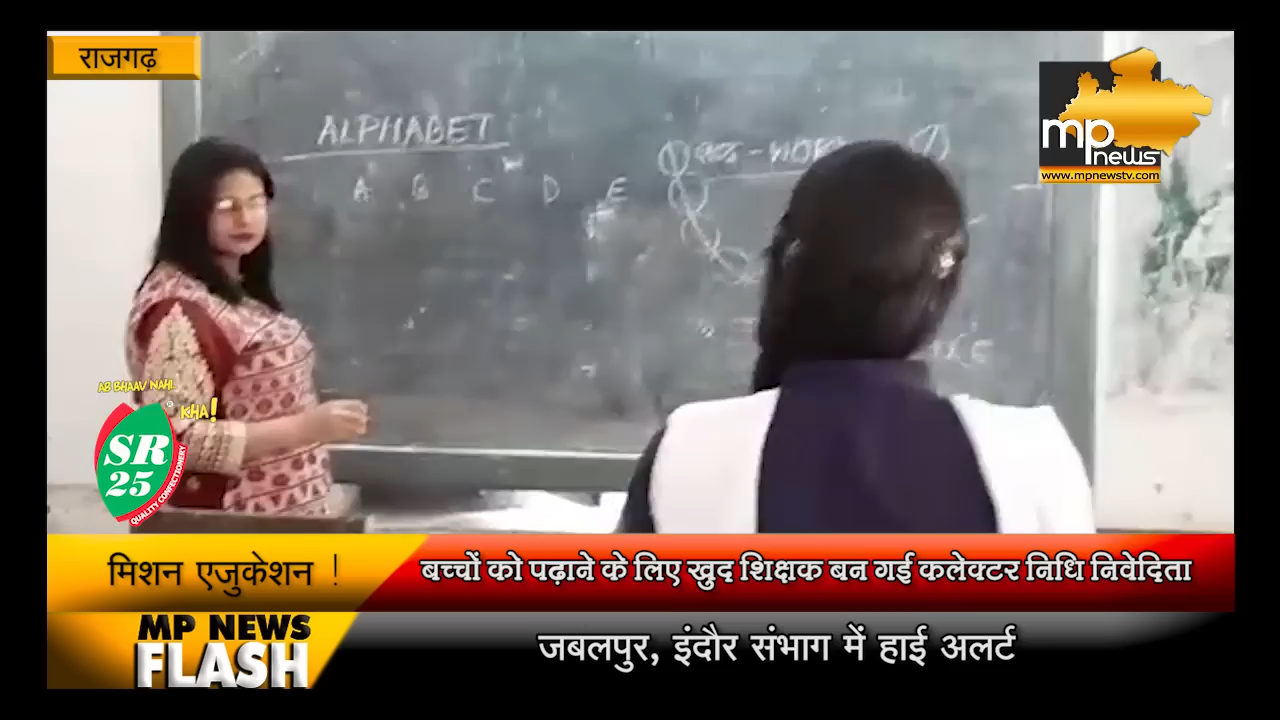 राजगढ़
mp
news
www.mpnewstv.com
ALPHABET
A B C D E
AB BHAAV NAHI
KHA!
SR
25
QUALITY CONFECTIONERY
मिशन एजुकेशन !
बच्चों को पढ़ाने के लिए खुद शिक्षक बन गई कलेक्टर निधि निवेदिता
MP NEWS
FLASH
जबलपुर, इंदौर संभाग में हाई अलर्ट